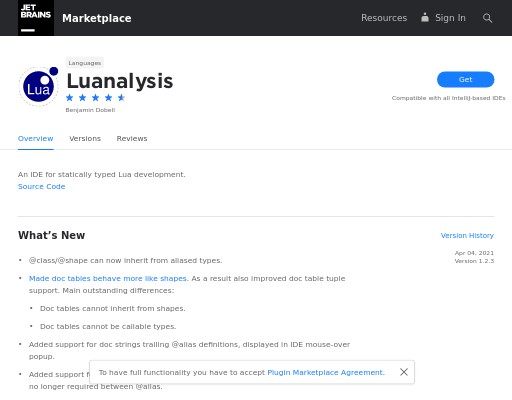 JET
BRAINS
Marketplace
Resources
Sign In
Languages
Lua
Luanalysis
Benjamin Dobell
Get
Compatible with all IntelliJ-based IDEs
Overview
Versions
Reviews
An IDE for statically typed Lua development.
Source Code
What's New
Version History
Apr 04, 2021
Version 1.2.3
• @class/@shape can now inherit from aliased types.
• Made doc tables behave more like shapes. As a result also improved doc table tuple
support. Main outstanding differences:
• Doc tables cannot inherit from shapes.
• Doc tables cannot be callable types.
• Added support for doc strings trailing @alias definitions, displayed in IDE mouse-over
popup.
• Added support
To have full functionality you have to accept Plugin Marketplace Agreement.
no longer required between @alias.